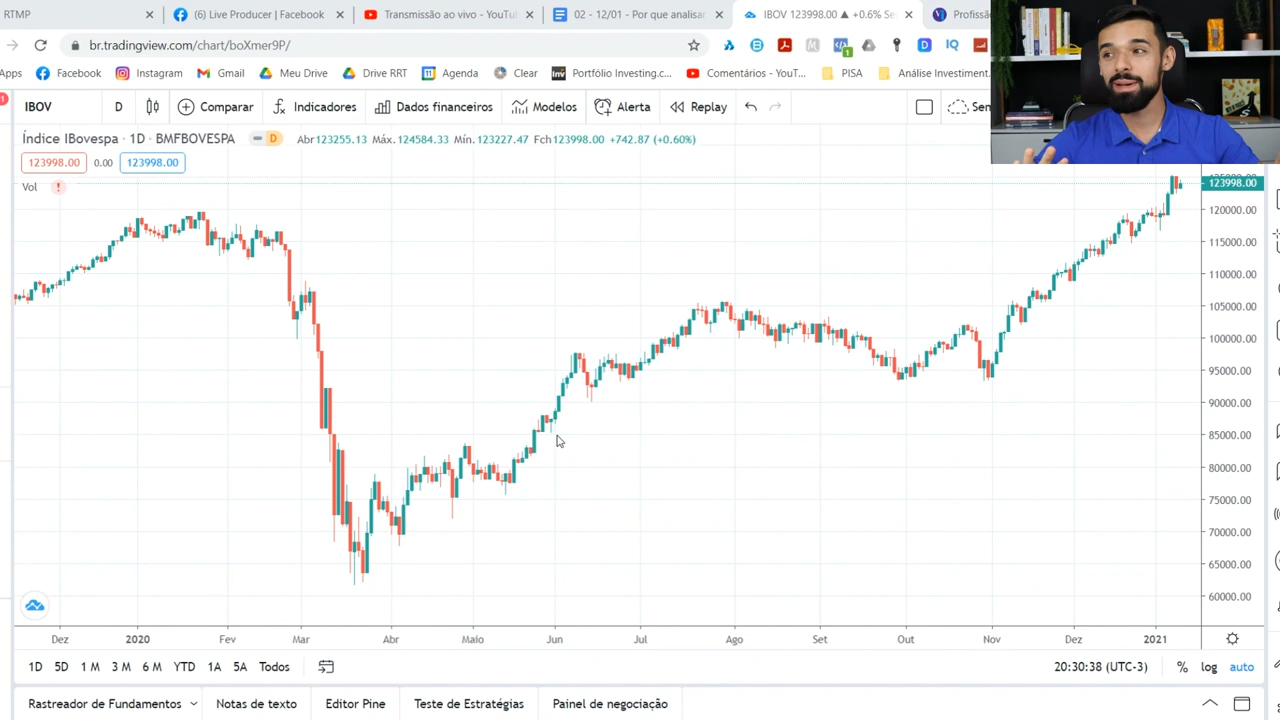 RTMP
(6) Live Producer | Facebook
Transmissão ao vivo - YouTu
02 - 12/01 - Por que analisar
IBOV 123998.00 ▲ +0.6% Se
Profissã
br.tradingview.com/chart/boXmer9P/
1
Apps
Facebook
Instagram
Gmail
Meu Drive
Drive RRT
Agenda
Clear
Portfólio Investing.c...
Comentários - YouT...
PISA
Análise Investiment.
IBOV
D
Comparar
Indicadores
Dados financeiros
Modelos
Alerta
Replay
Sen
Índice IBovespa · 1D · BMFBOVESPA
D
Abr123255.13 Máx.124584.33 Mín.123227.47 Fch123998.00 +742.87 (+0.60%)
123998.00
0.00
123998.00
Vol
123998.00
120000.00
115000.00
110000.00
105000.00
100000.00
95000.00
90000.00
85000.00
80000.00
75000.00
70000.00
65000.00
60000.00
Dez
2020
Fev
Mar
Abr
Maio
Jun
Jul
Ago
Set
Out
Nov
Dez
2021
1D
5D
1 M
3 M
6 M
YTD
1A
5A
Todos
20:30:38 (UTC-3)
%
log
auto
Rastreador de Fundamentos
Notas de texto
Editor Pine
Teste de Estratégias
Painel de negociação